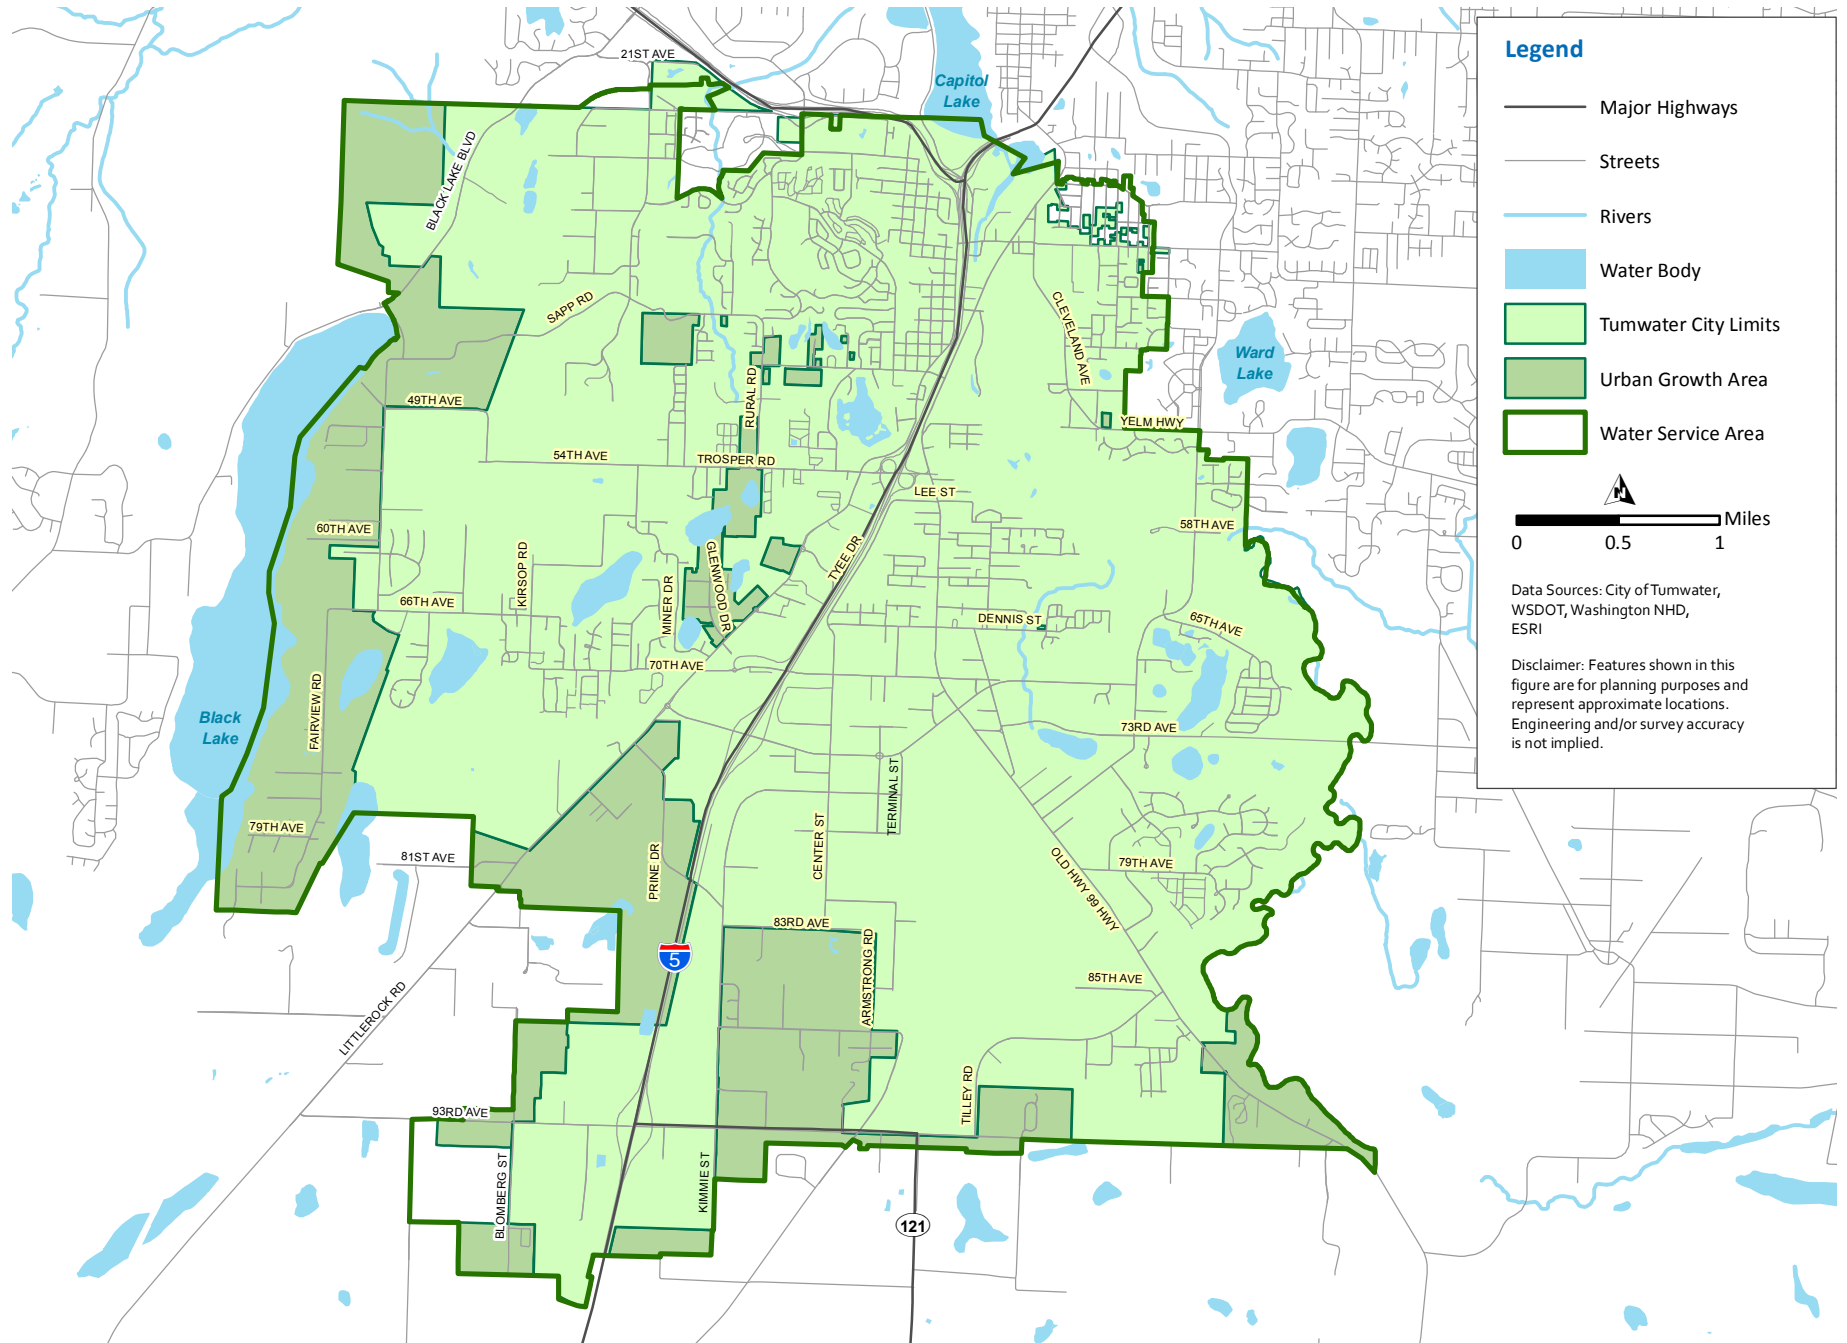 21ST AVE
Capitol
Lake
BLACK LAKE BLVD
SAPP RD
CLEVELAND AVE
Ward
Lake
RURAL RD
49TH AVE
YELM HWY
54TH AVE
TROSPER RD
LEE ST
60TH AVE
58TH AVE
KIRSOP RD
GLENWOOD DR
TYEE DR
MINER DR
66TH AVE
DENNIS ST
65TH AVE
70TH AVE
FAIRVIEW RD
Black
Lake
73RD AVE
TERMINAL ST
79TH AVE
CENTER ST
81ST AVE
PRINE DR
OLD HWY 99 HWY
79TH AVE
83RD AVE
ARMSTRONG RD
5
85TH AVE
LITTLEROCK RD
TILLEY RD
93RD AVE
BLOMBERG ST
KIMMIE ST
121
Legend
Major Highways
Streets
Rivers
Water Body
Tumwater City Limits
Urban Growth Area
Water Service Area
N
Miles
0 0.5 1
Data Sources: City of Tumwater,
WSDOT, Washington NHD,
ESRI
Disclaimer: Features shown in this
figure are for planning purposes and
represent approximate locations.
Engineering and/or survey accuracy
is not implied.